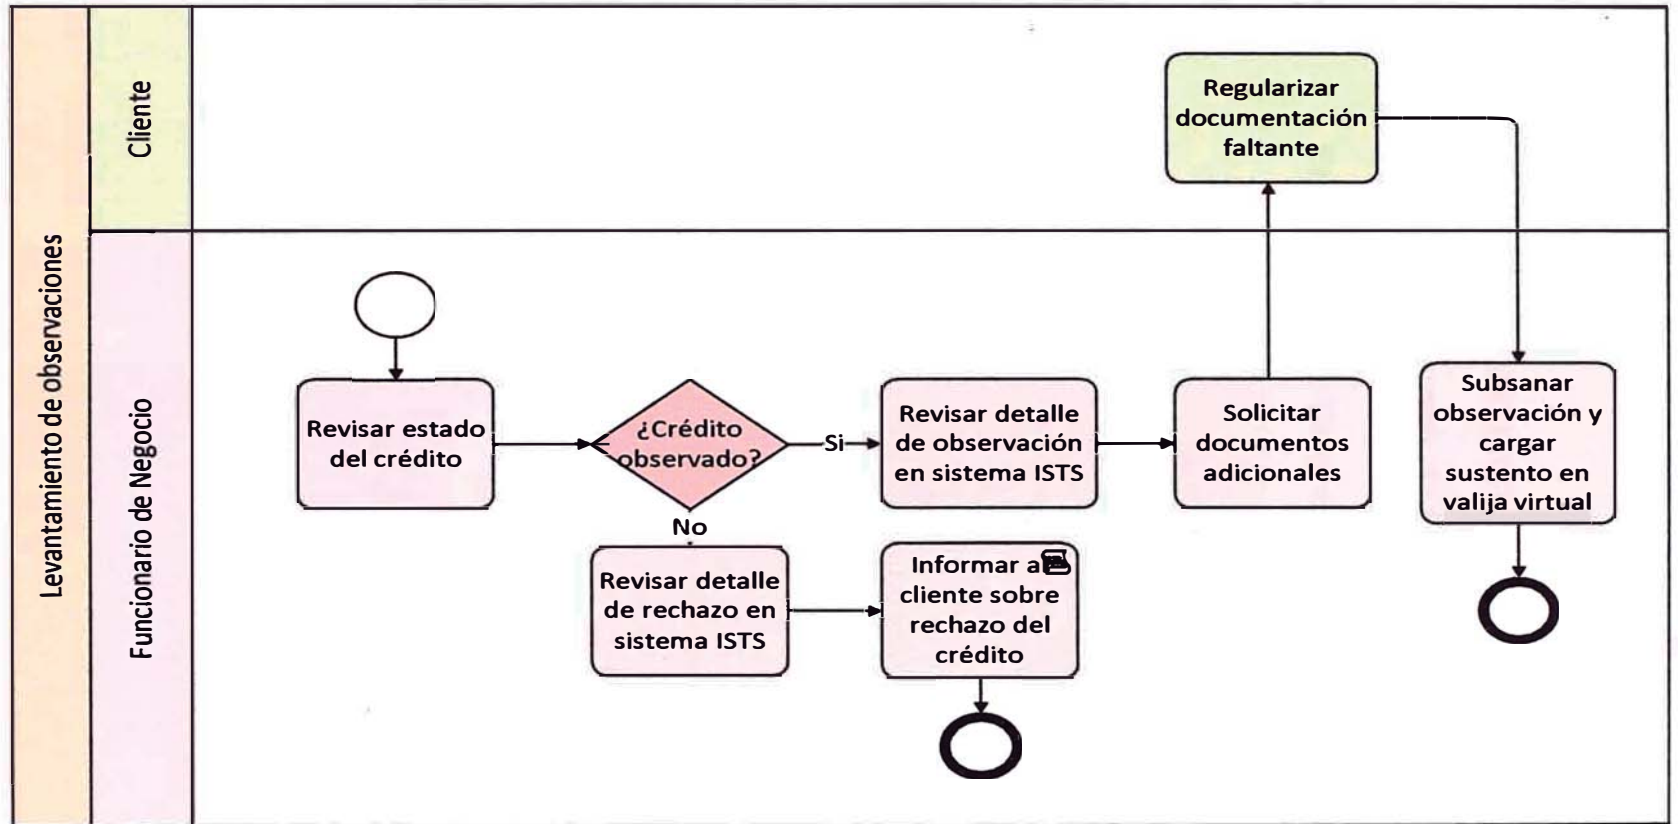 Levantamiento de observaciones
Cliente
Regularizar
documentación
faltante
Funcionario de Negocio
Revisar estado
del crédito
¿Crédito
observado?
Si
Revisar detalle
de observación
en sistema ISTS
Solicitar
documentos
adicionales
Subsanar
observación y
cargar
sustento en
valija virtual
No
Revisar detalle
de rechazo en
sistema ISTS
Informar al
cliente sobre
rechazo del
crédito